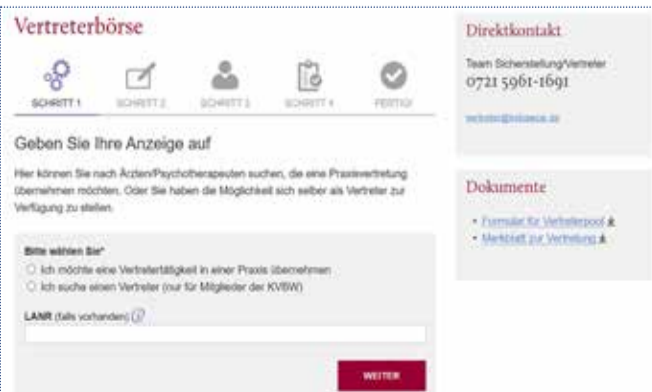 Vertreterbörse
SCHRITT 1
SCHRITT 2
SCHRITT 3
SCHRITT 4
FERTIG!
Geben Sie Ihre Anzeige auf
Hier können Sie nach Ärzten/Psychotherapeuten suchen, die eine Praxisvertretung
übernehmen möchten. Oder Sie haben die Möglichkeit sich selber als Vertreter zur
Verfügung zu stellen.
Bitte wählen Sie*
Ich möchte eine Vertretertätigkeit in einer Praxis übernehmen
Ich suche einen Vertreter (nur für Mitglieder der KVBW)
LANR (falls vorhanden)
WEITER
Direktkontakt
Team Sicherstellung/Vertreter
0721 5961-1691
Dokumente
Formular für Vertreterpool
Merkblatt zur Vertretung